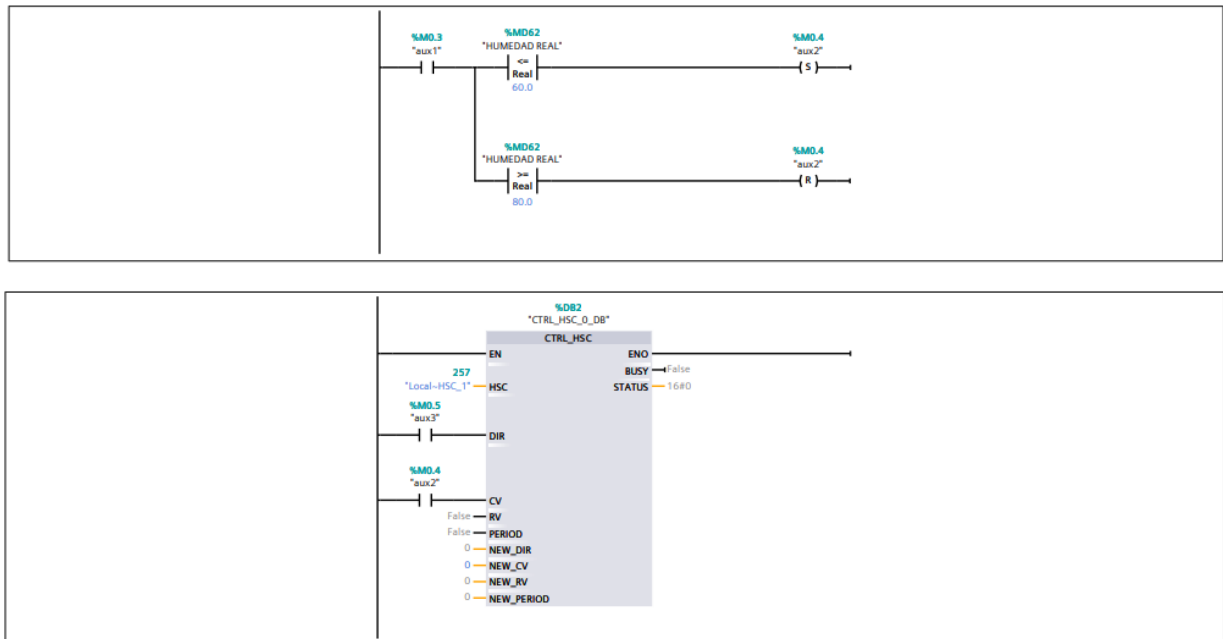 %M0.3
"aux1"
%MD62
"HUMEDAD REAL"
<=
Real
60.0
%M0.4
"aux2"
S
%MD62
"HUMEDAD REAL"
>=
Real
80.0
%M0.4
"aux2"
R
%DB2
"CTRL_HSC_0_DB"
CTRL_HSC
EN ENO
BUSY False
257
"Local~HSC_1" HSC STATUS 16#0
%M0.5
"aux3"
DIR
%M0.4
"aux2"
CV
False RV
False PERIOD
0 NEW_DIR
0 NEW_CV
0 NEW_RV
0 NEW_PERIOD